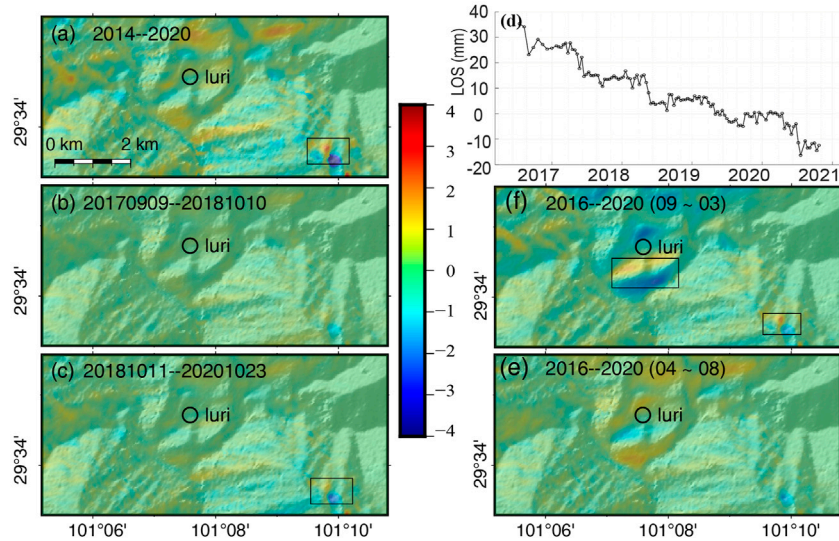 (a) 2014--2020
luri
0 km 2 km
29°34'
(b) 20170909--20181010
luri
29°34'
(c) 20181011--20201023
luri
29°34'
101°06' 101°08' 101°10'
4
3
2
1
0
−1
−2
−3
−4
(d)
LOS (mm)
40
30
20
10
0
-10
-20
2017 2018 2019 2020 2021
(f) 2016--2020 (09 ~ 03)
luri
29°34'
(e) 2016--2020 (04 ~ 08)
luri
29°34'
101°06' 101°08' 101°10'